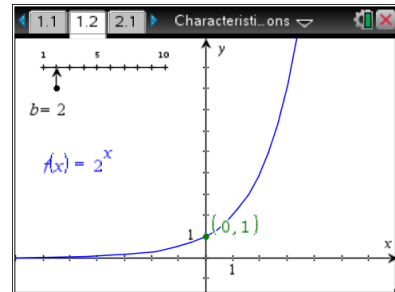 1.1 1.2 2.1 Characteristi…ons
1 5 10
y
b= 2
f(x) = 2^x
1 (0, 1)
x
1